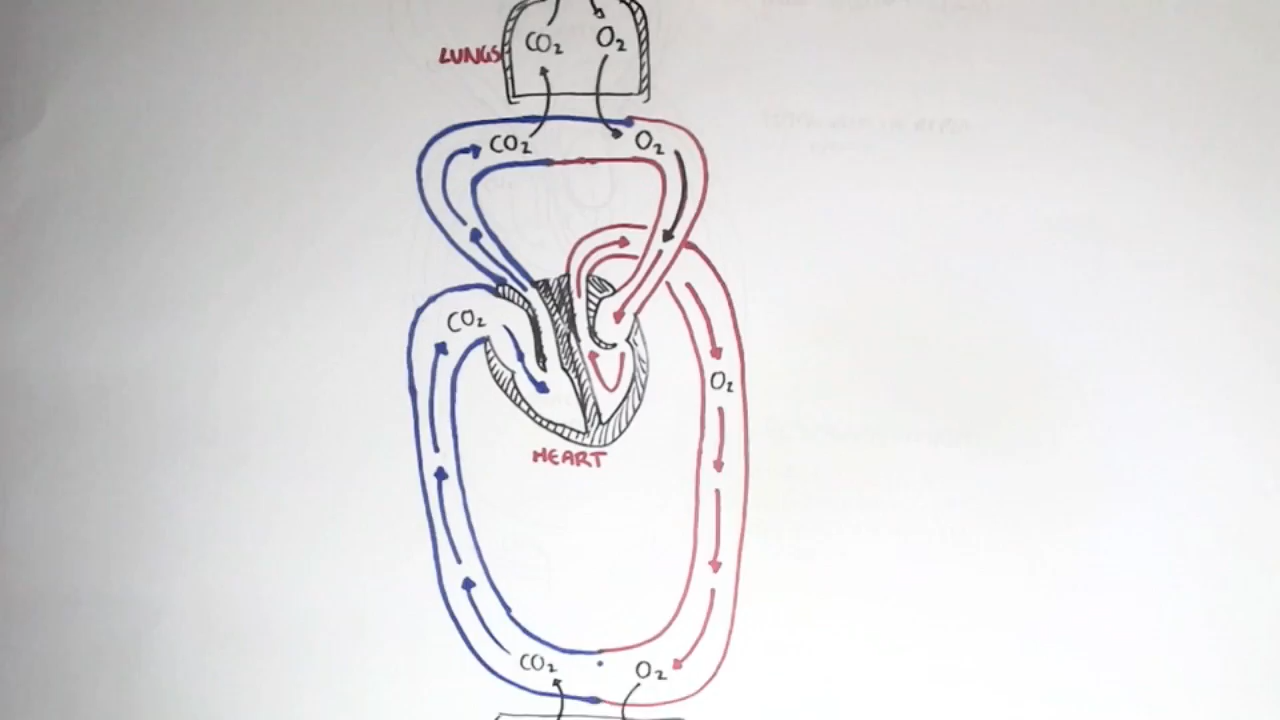 CO₂ O₂
LUNGS
CO₂ O₂
CO₂
O₂
HEART
CO₂ O₂